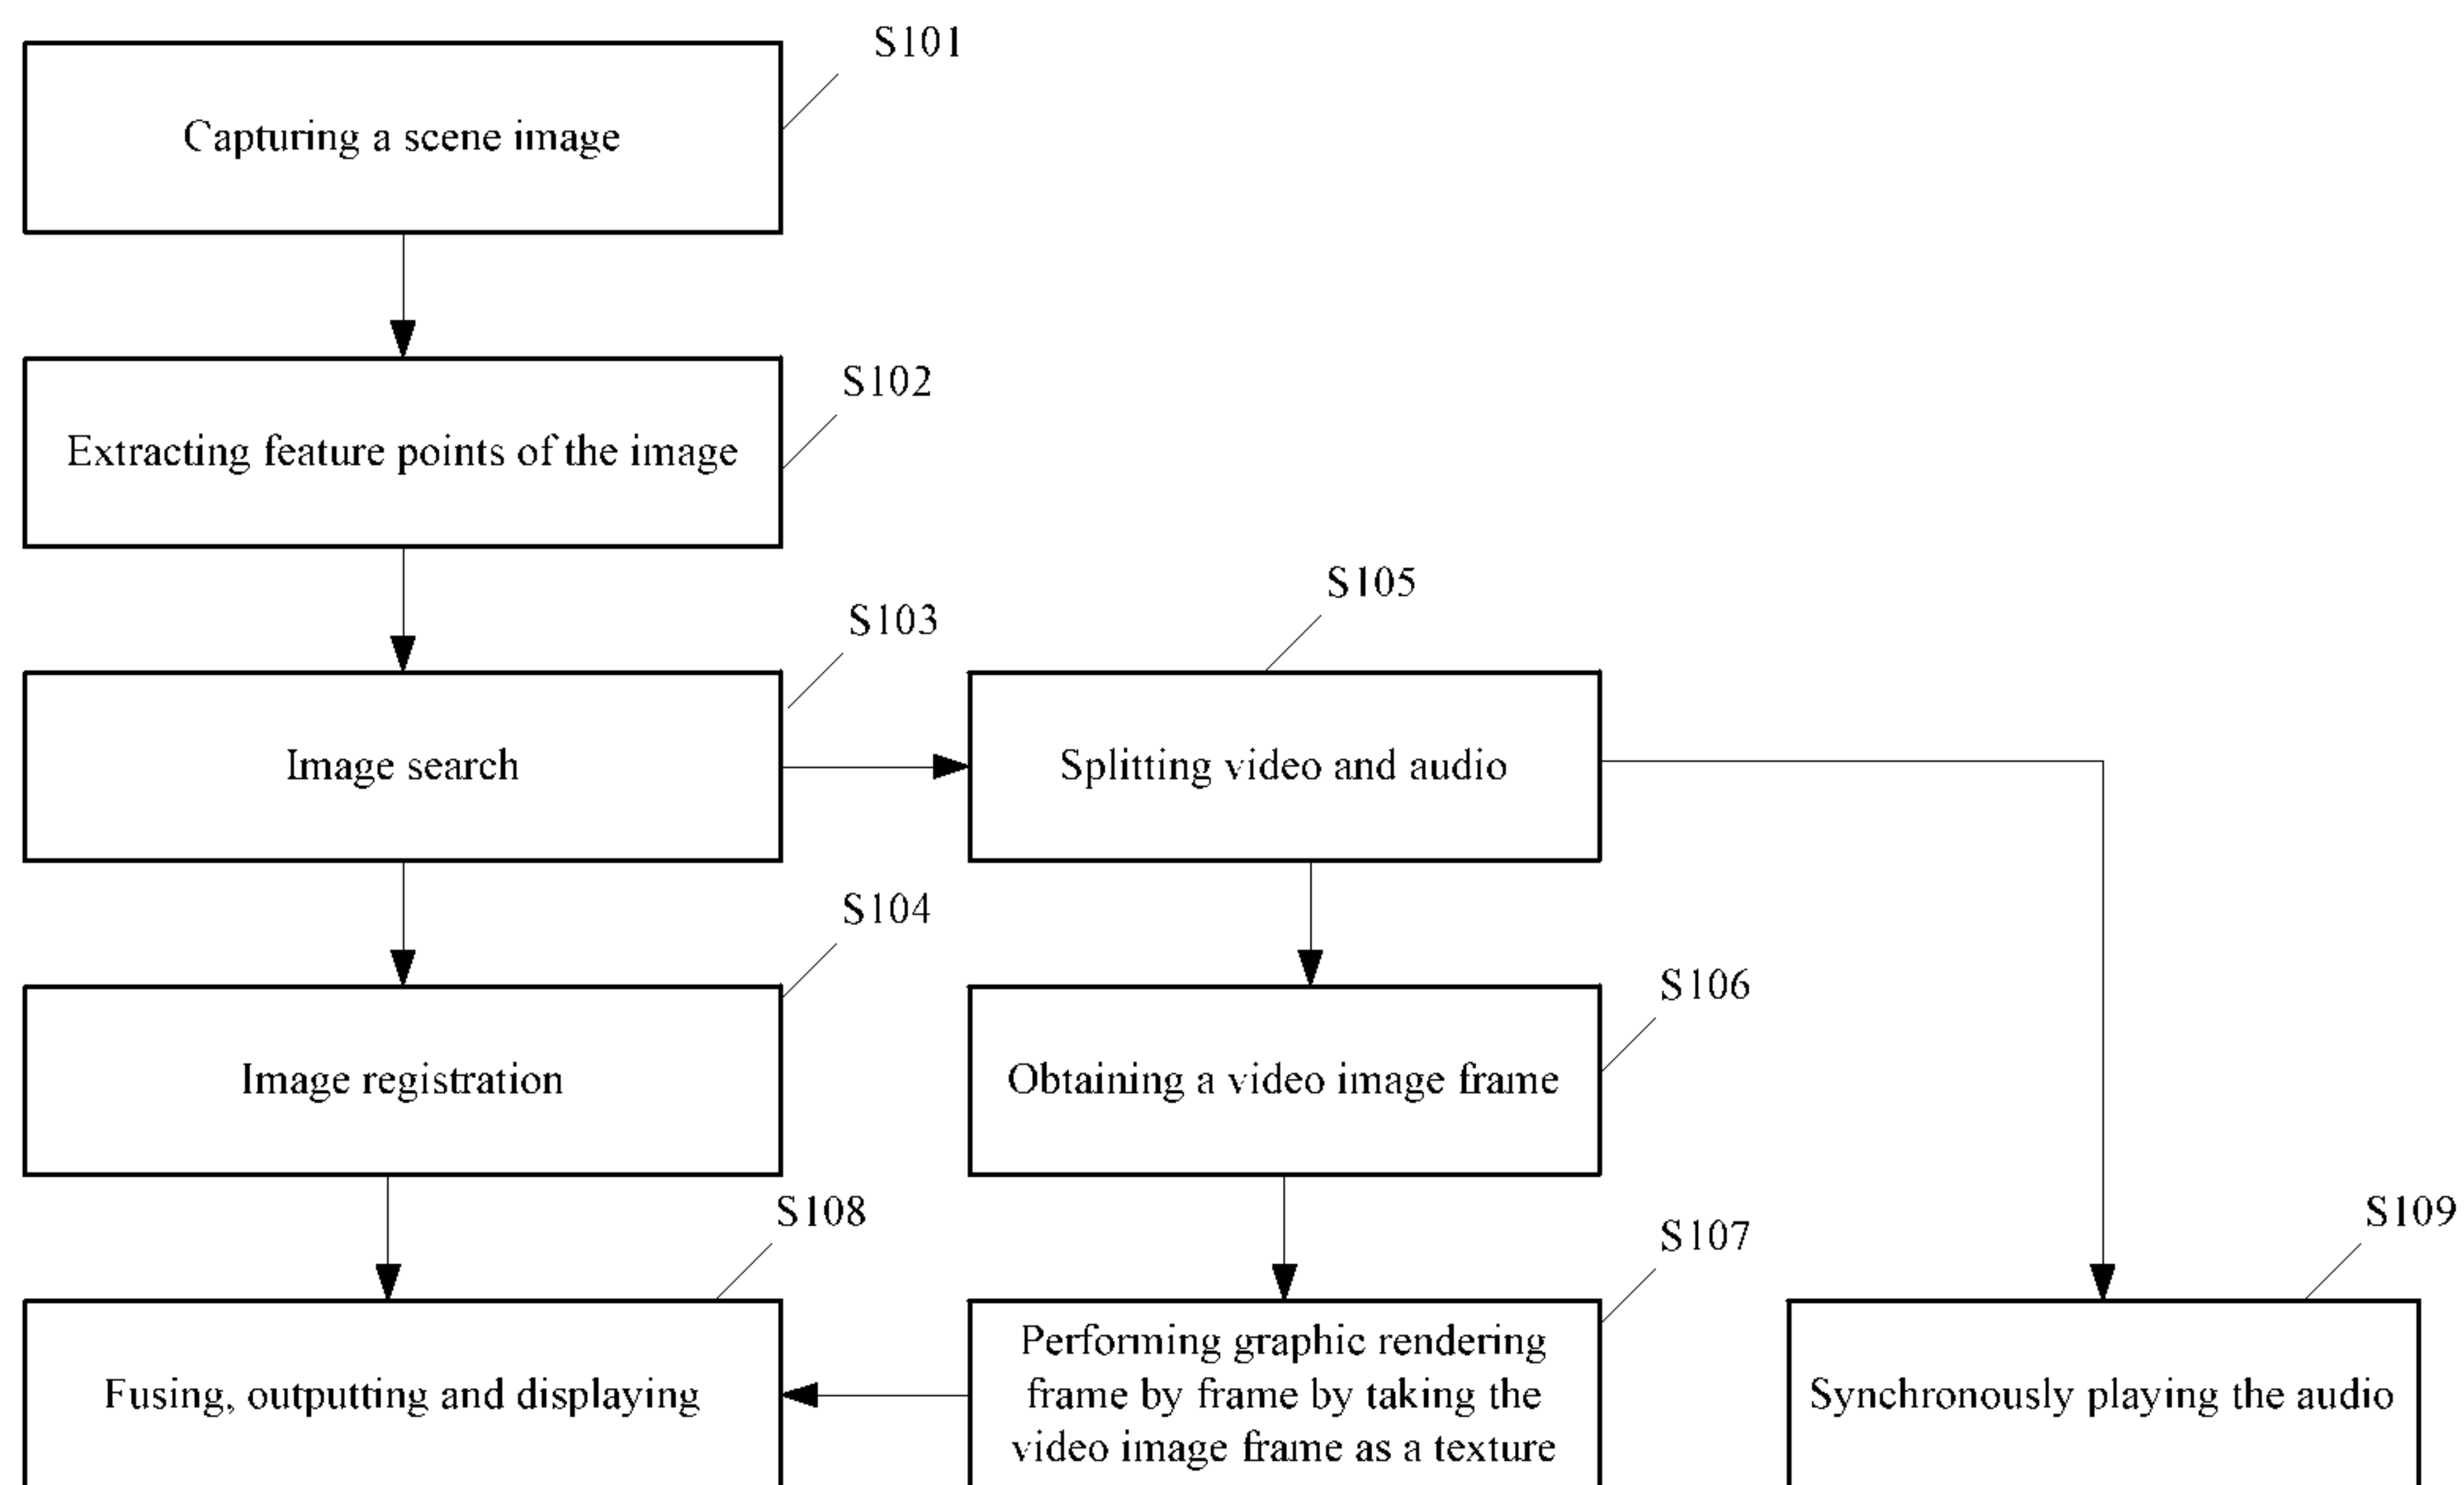 S101
Capturing a scene image
S102
Extracting feature points of the image
S103
S105
Image search
Splitting video and audio
S104
S106
Image registration
Obtaining a video image frame
S108
S107
S109
Fusing, outputting and displaying
Performing graphic rendering
frame by frame by taking the
video image frame as a texture
Synchronously playing the audio